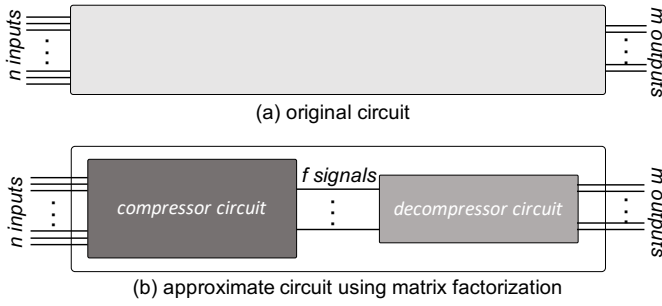 n inputs
m outputs
(a) original circuit
n inputs
compressor circuit
f signals
decompressor circuit
m outputs
(b) approximate circuit using matrix factorization